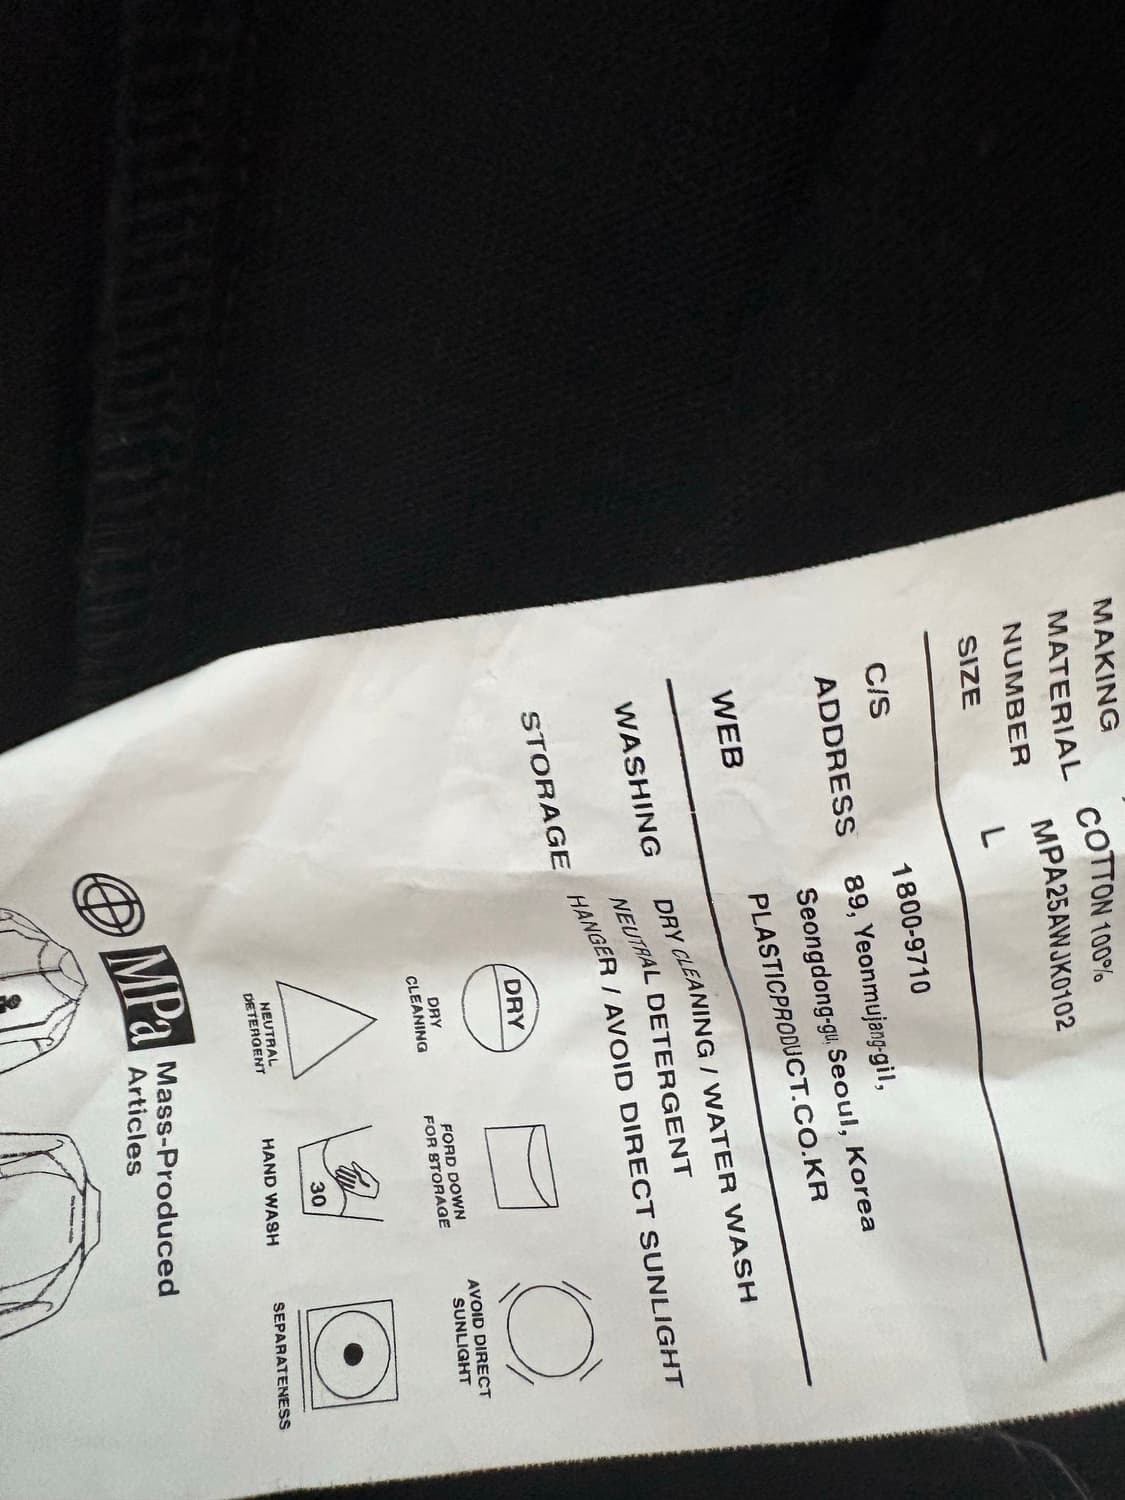 MAKING
MATERIAL COTTON 100%
NUMBER MPA25AWJK0102
SIZE L
C/S 1800-9710
ADDRESS 89, Yeonmujang-gil,
Seongdong-gu, Seoul, Korea
WEB PLASTICPRODUCT.CO.KR
WASHING DRY CLEANING / WATER WASH
NEUTRAL DETERGENT
STORAGE HANGER / AVOID DIRECT SUNLIGHT
DRY
DRY
CLEANING
FORD DOWN
FOR STORAGE
AVOID DIRECT
SUNLIGHT
30
NEUTRAL
DETERGENT
HAND WASH
SEPARATENESS
MPa Mass-Produced
Articles